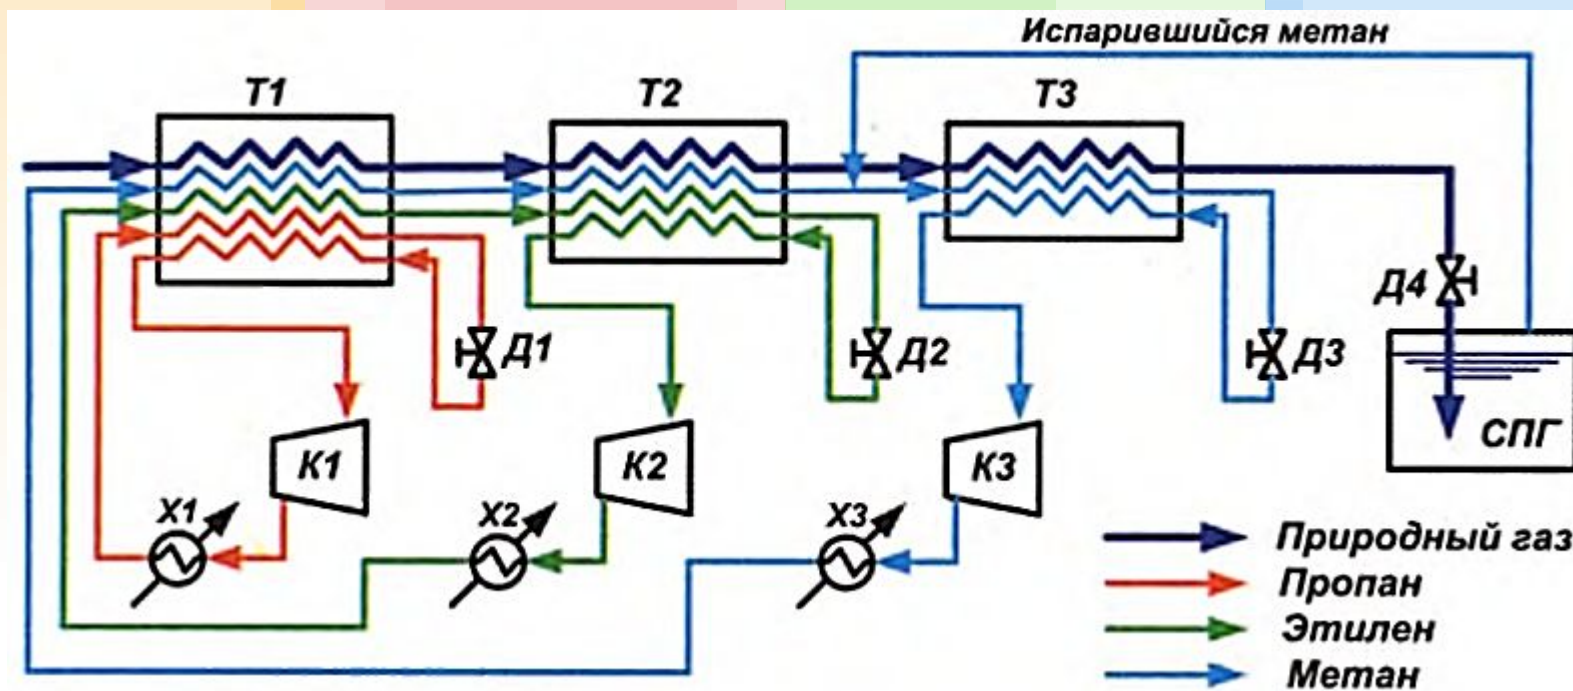 Испарившийся метан
Т1
Т2
Т3
Д1
Д2
Д3
Д4
СПГ
К1
К2
К3
Х1
Х2
Х3
Природный газ
Пропан
Этилен
Метан